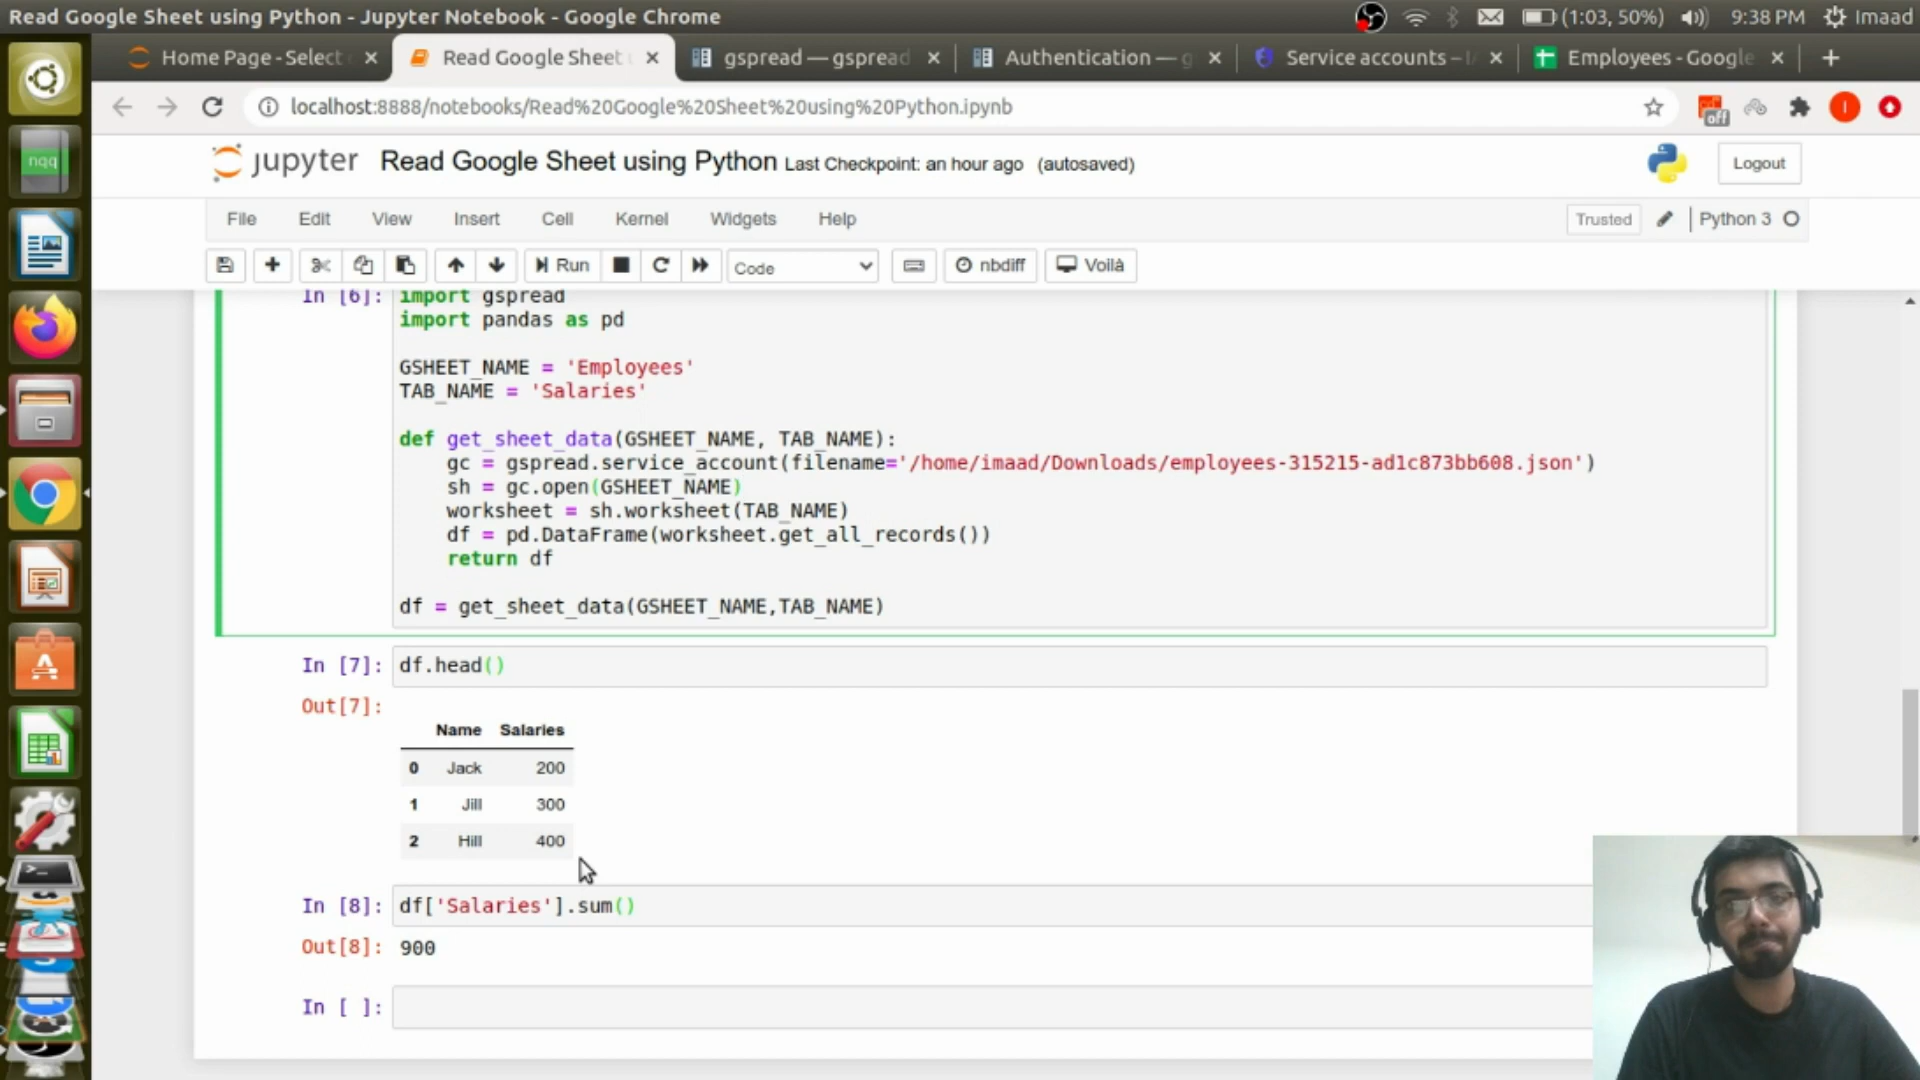 Read Google Sheet using Python - Jupyter Notebook - Google Chrome
(1:03, 50%) 9:38 PM Imaad
Home Page - Select
Read Google Sheet
gspread — gspread
Authentication — g
Service accounts – I
Employees - Google
localhost:8888/notebooks/Read%20Google%20Sheet%20using%20Python.ipynb
off
I
jupyter Read Google Sheet using Python Last Checkpoint: an hour ago (autosaved)
Logout
File Edit View Insert Cell Kernel Widgets Help
Trusted Python 3
Run Code nbdiff Voilà
nqq
In [6]: import gspread
import pandas as pd
GSHEET_NAME = 'Employees'
TAB_NAME = 'Salaries'
def get_sheet_data(GSHEET_NAME, TAB_NAME):
gc = gspread.service_account(filename='/home/imaad/Downloads/employees-315215-ad1c873bb608.json')
sh = gc.open(GSHEET_NAME)
worksheet = sh.worksheet(TAB_NAME)
df = pd.DataFrame(worksheet.get_all_records())
return df
df = get_sheet_data(GSHEET_NAME,TAB_NAME)
In [7]: df.head()
Out[7]:
Name Salaries
0 Jack 200
1 Jill 300
2 Hill 400
In [8]: df['Salaries'].sum()
Out[8]: 900
In [ ]: